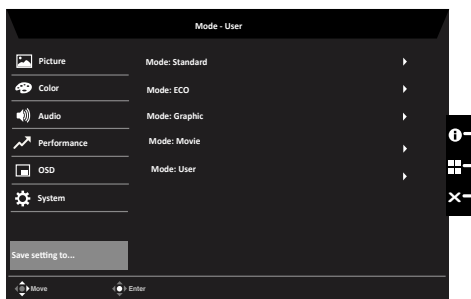 Mode - User
Picture
Color
Audio
Performance
OSD
System
Save setting to...
Mode: Standard
Mode: ECO
Mode: Graphic
Mode: Movie
Mode: User
Move
Enter